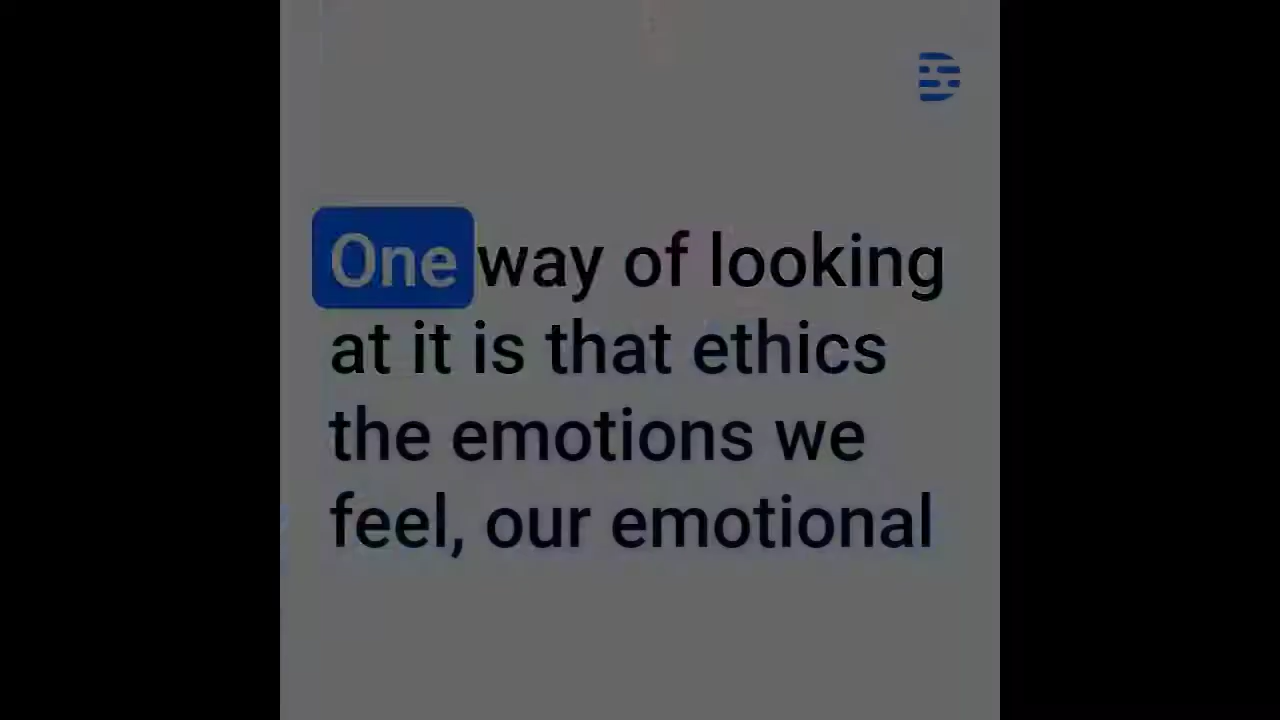 One way of looking
at it is that ethics
the emotions we
feel, our emotional